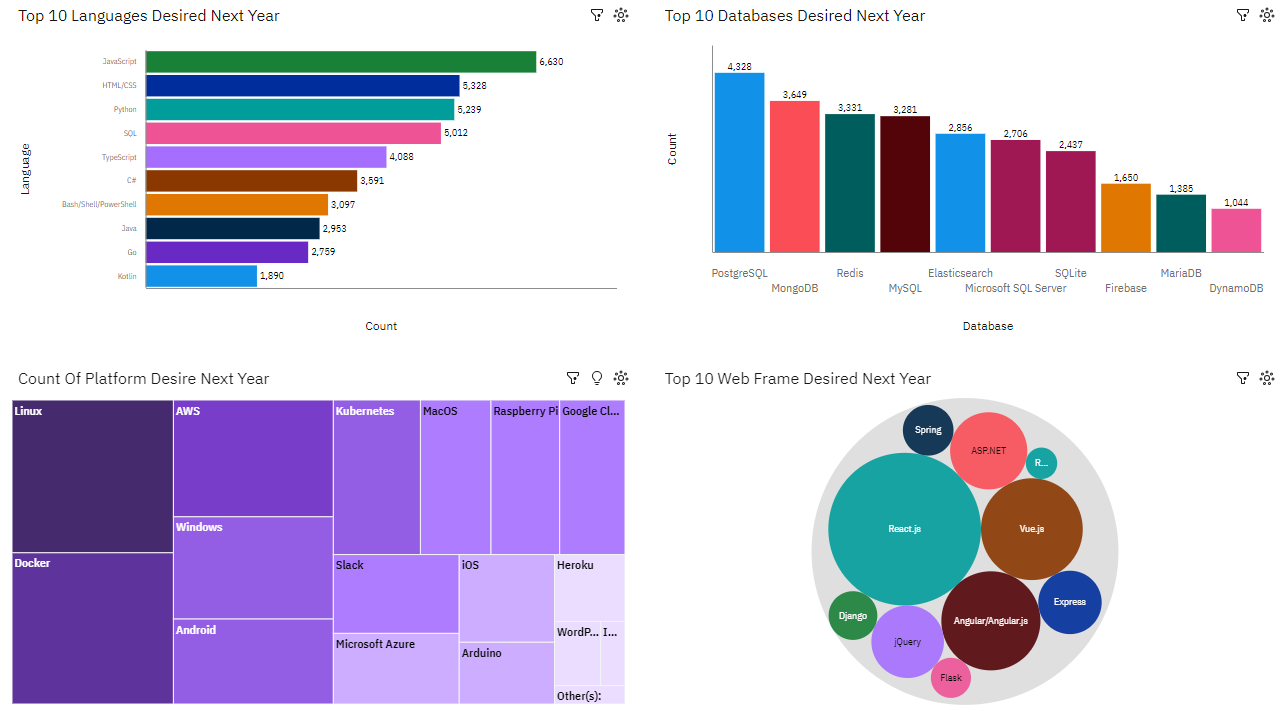 Top 10 Languages Desired Next Year
Language
JavaScript 6,630
HTML/CSS 5,328
Python 5,239
SQL 5,012
TypeScript 4,088
C# 3,591
Bash/Shell/PowerShell 3,097
Java 2,953
Go 2,759
Kotlin 1,890
Count
Top 10 Databases Desired Next Year
Count
4,328
3,649
3,331
3,281
2,856
2,706
2,437
1,650
1,385
1,044
PostgreSQL
MongoDB
Redis
MySQL
Elasticsearch
Microsoft SQL Server
SQLite
Firebase
MariaDB
DynamoDB
Database
Count Of Platform Desire Next Year
Linux
AWS
Kubernetes
MacOS
Raspberry Pi
Google Cl...
Windows
Docker
Slack
iOS
Heroku
Android
Microsoft Azure
WordP...
I...
Arduino
Other(s):
Top 10 Web Frame Desired Next Year
Spring
ASP.NET
R...
React.js
Vue.js
Express
Django
Angular/Angular.js
jQuery
Flask